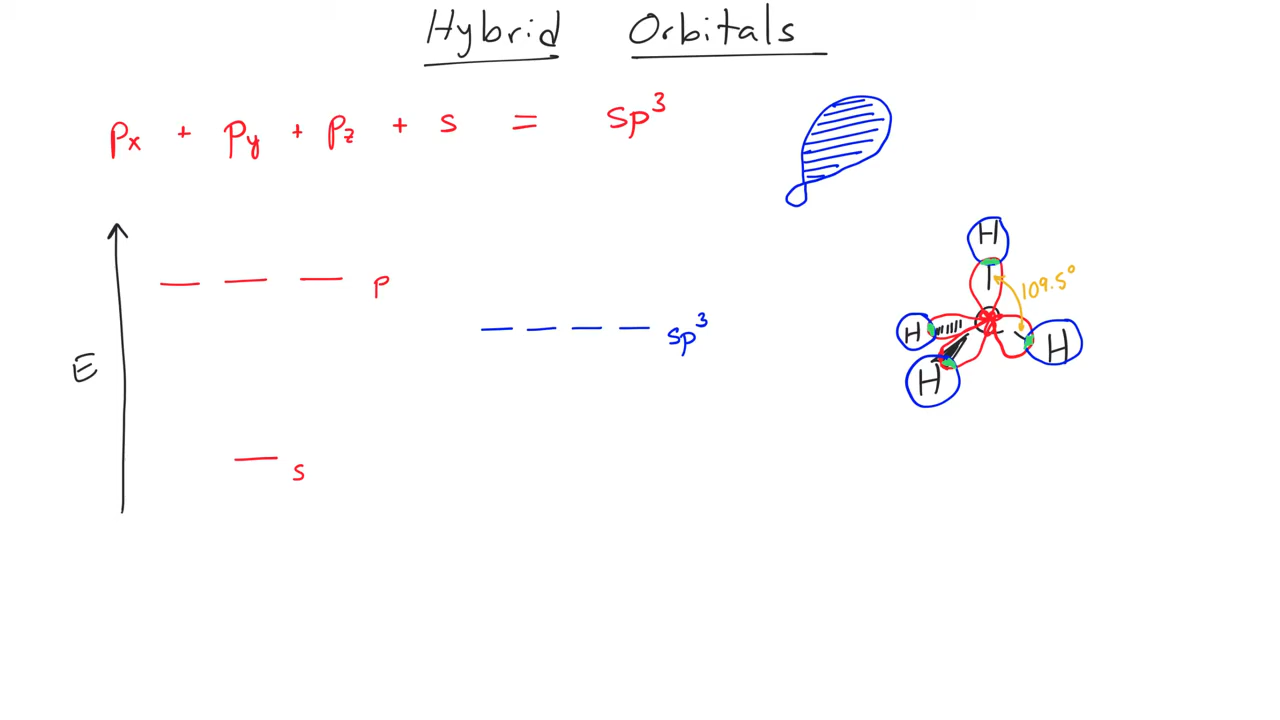 Hybrid Orbitals
px + py + pz + s = sp³
H
109.5°
p
sp³
H
H
H
E
s